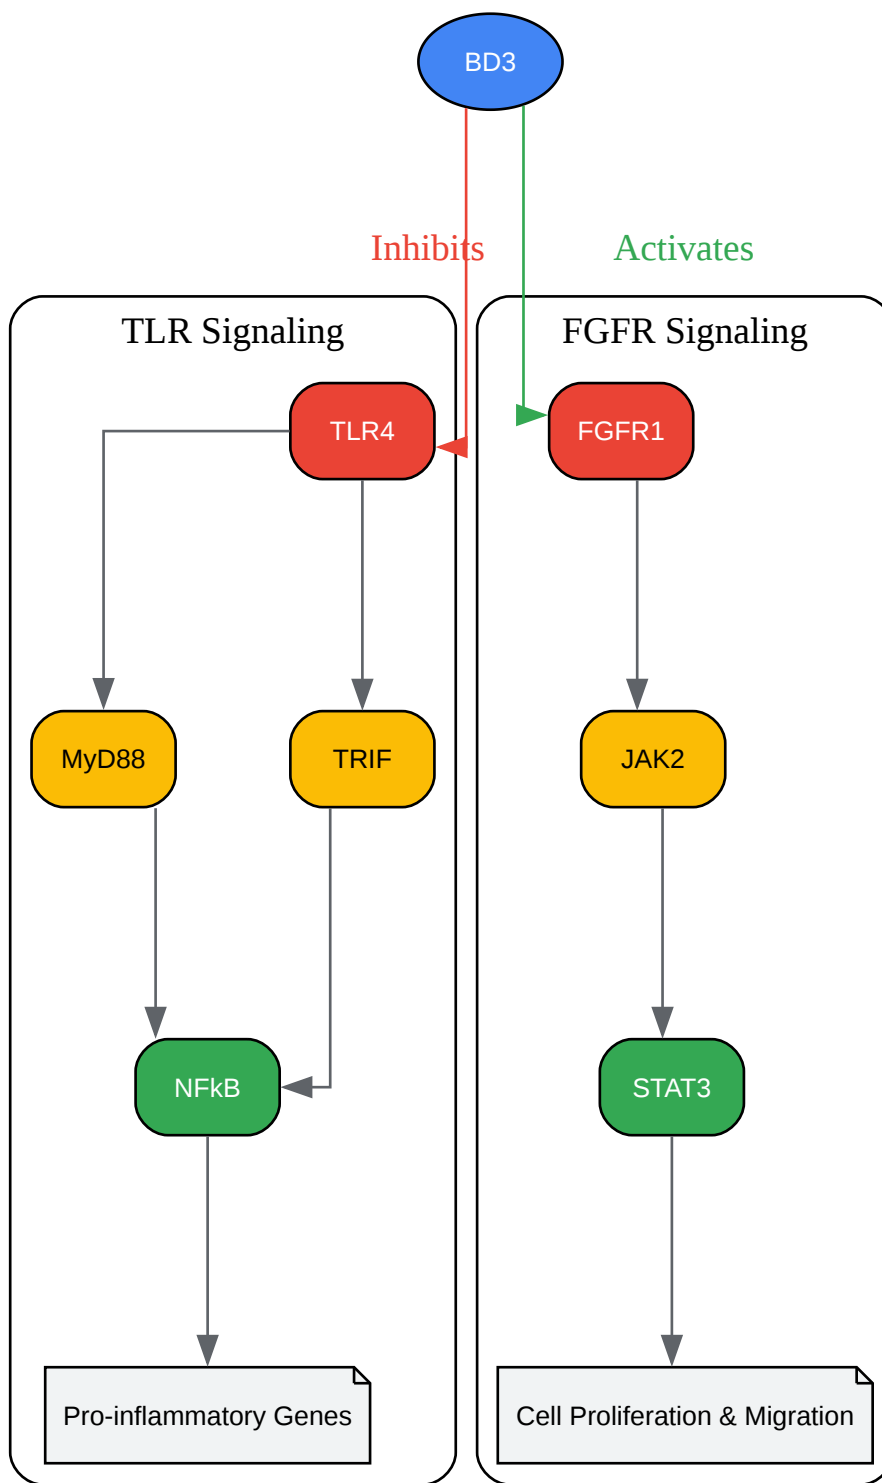 BD3
Inhibits
Activates
TLR Signaling
FGFR Signaling
TLR4
FGFR1
MyD88
TRIF
JAK2
NFkB
STAT3
Pro-inflammatory Genes
Cell Proliferation & Migration